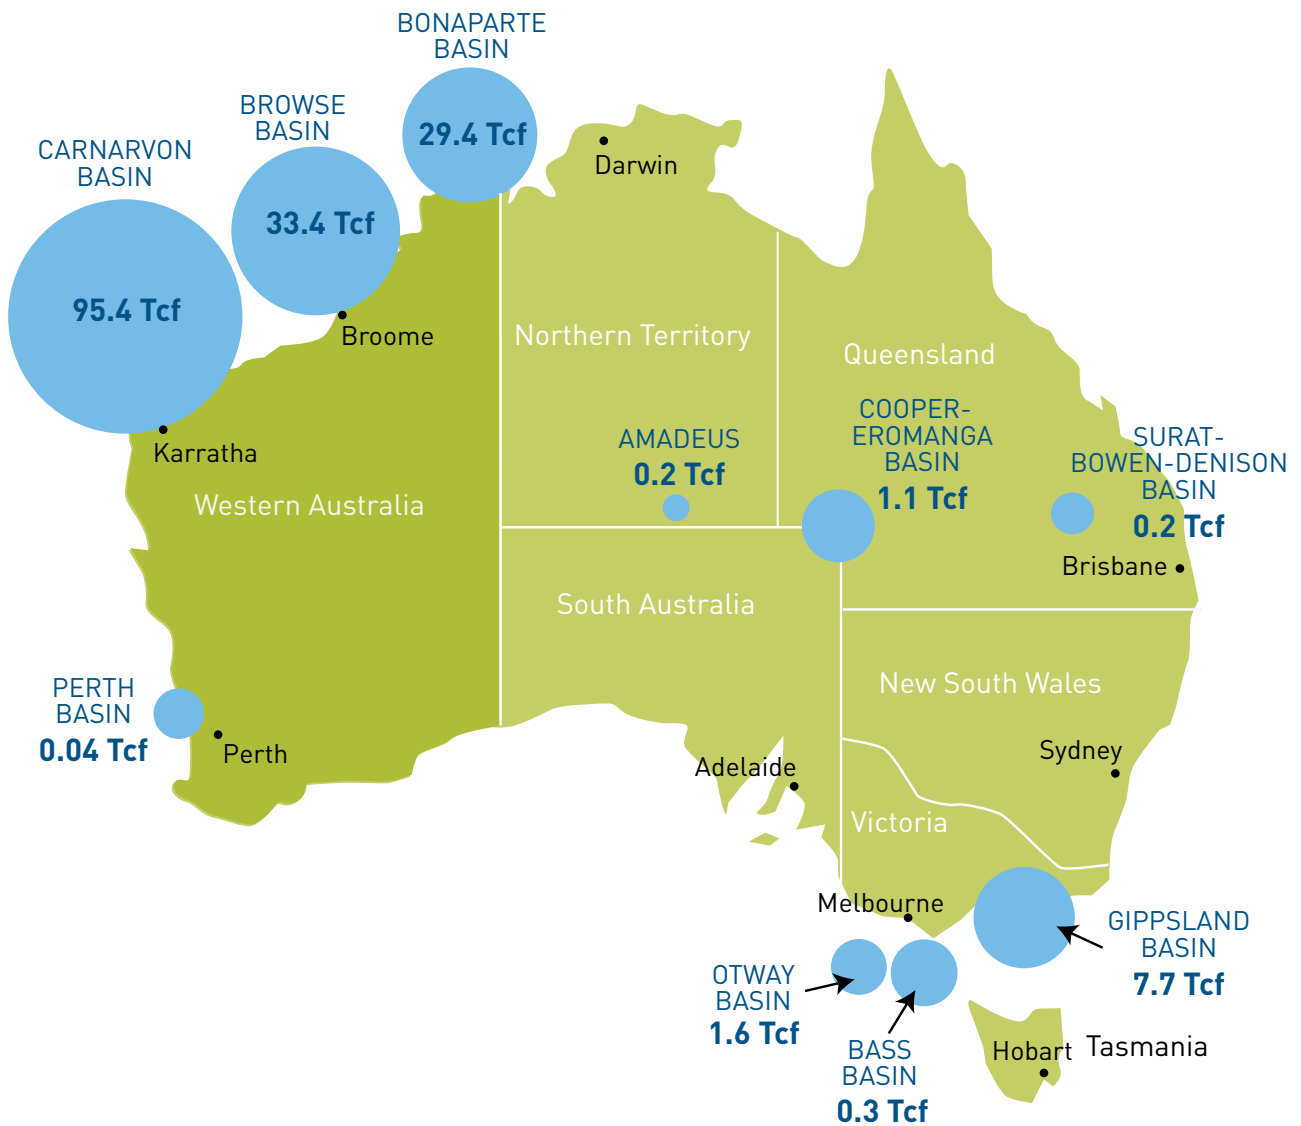 BONAPARTE
BASIN
29.4 Tcf
BROWSE
BASIN
33.4 Tcf
CARNARVON
BASIN
95.4 Tcf
Darwin
Broome
Northern Territory
Queensland
Karratha
Western Australia
AMADEUS
0.2 Tcf
COOPER-
EROMANGA
BASIN
1.1 Tcf
SURAT-
BOWEN-DENISON
BASIN
0.2 Tcf
Brisbane
South Australia
New South Wales
PERTH
BASIN
0.04 Tcf
Perth
Adelaide
Sydney
Victoria
Melbourne
GIPPSLAND
BASIN
7.7 Tcf
OTWAY
BASIN
1.6 Tcf
BASS
BASIN
0.3 Tcf
Hobart
Tasmania